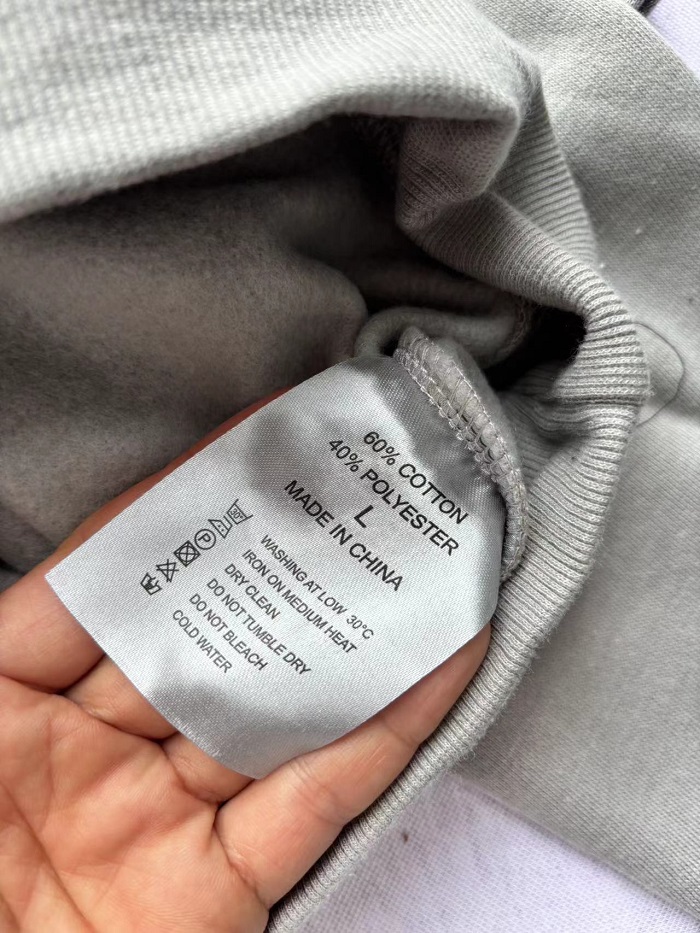 60% COTTON
40% POLYESTER
L
MADE IN CHINA
30°
WASHING AT LOW 30°C
IRON ON MEDIUM HEAT
P
DRY CLEAN
DO NOT TUMBLE DRY
DO NOT BLEACH
COLD WATER